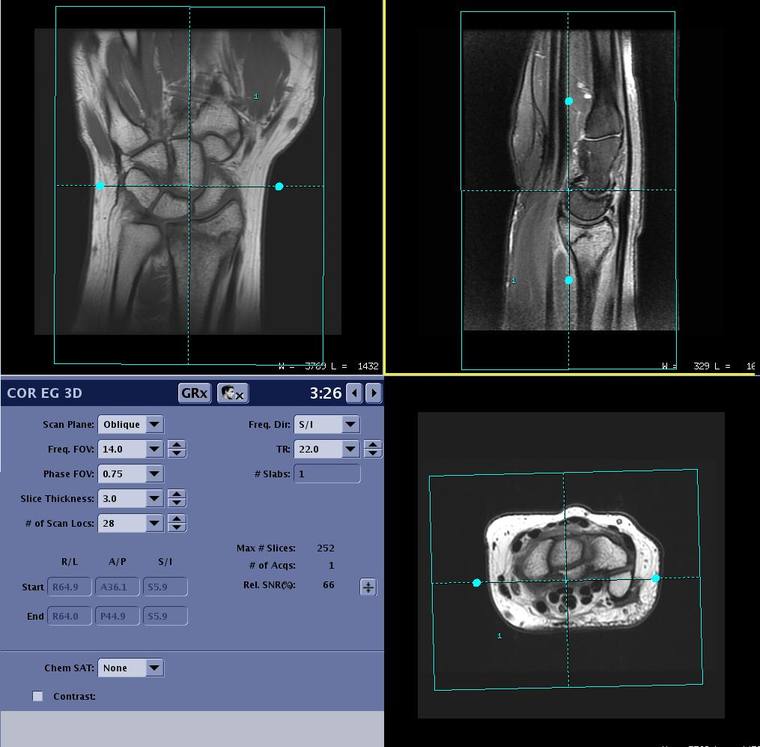 1
W = 3769 L = 1432
1
W = 329 L = 16
COR EG 3D GRx 3:26
Scan Plane: Oblique Freq. Dir: S/I
Freq. FOV: 14.0 TR: 22.0
Phase FOV: 0.75 # Slabs: 1
Slice Thickness: 3.0
# of Scan Locs: 28
Max # Slices: 252
R/L A/P S/I # of Acqs: 1
Start R64.9 A36.1 S5.9 Rel. SNR(%): 66
End R64.0 P44.9 S5.9
Chem SAT: None
Contrast:
1